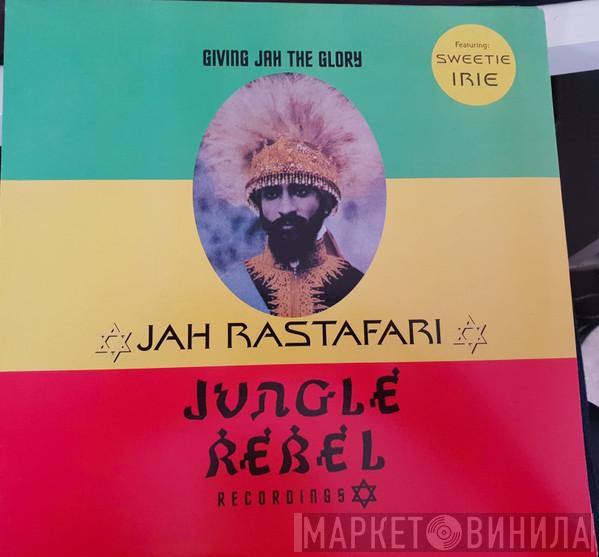 GIVING JAH THE GLORY
Featuring:
SWEETIE
IRIE
JAH RASTAFARI
JUNGLE
REBEL
RECORDINGS
МАРКЕТ ВИНИЛА